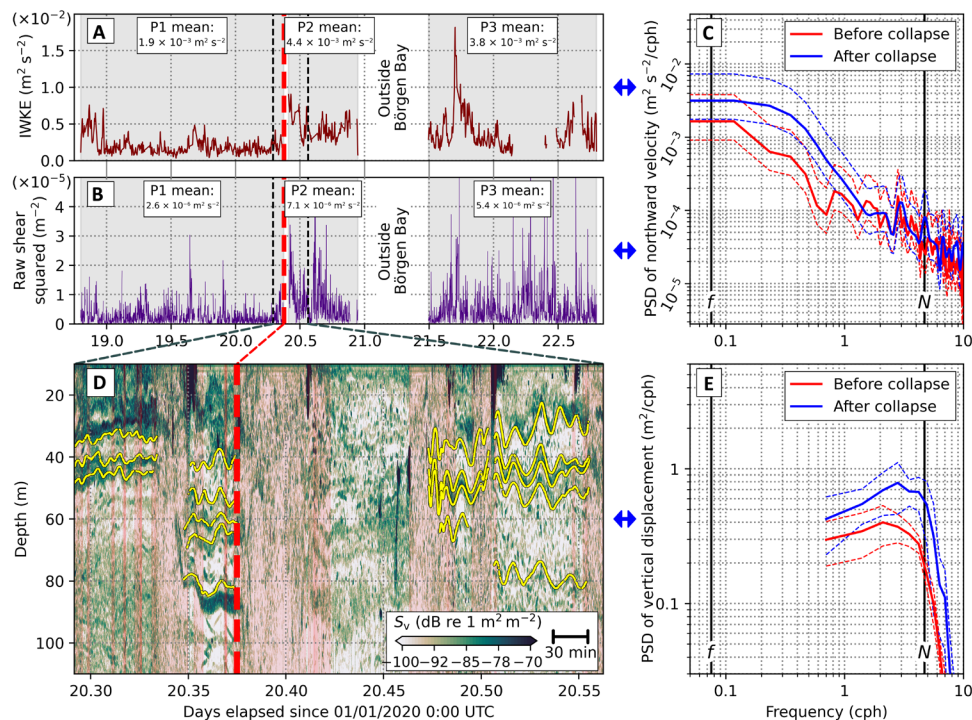 A
(×10⁻²)
1.5
1.0
0.5
0.0
IWKE (m² s⁻²)
P1 mean:
1.9 × 10⁻³ m² s⁻²
P2 mean:
4.4 × 10⁻³ m² s⁻²
P3 mean:
3.8 × 10⁻³ m² s⁻²
Outside
Börgen Bay
B
(×10⁻⁵)
4
3
2
1
0
Raw shear
squared (m⁻²)
P1 mean:
2.6 × 10⁻⁶ m² s⁻²
P2 mean:
7.1 × 10⁻⁶ m² s⁻²
P3 mean:
5.4 × 10⁻⁶ m² s⁻²
Outside
Börgen Bay
19.0 19.5 20.0 20.5 21.0 21.5 22.0 22.5
C
Before collapse
After collapse
PSD of northward velocity (m² s⁻²/cph)
10⁻²
10⁻³
10⁻⁴
10⁻⁵
f
N
0.1 1 10
D
20
40
60
80
100
Depth (m)
Sᵥ (dB re 1 m² m⁻²)
−100 −92 −85 −78 −70
30 min
20.30 20.35 20.40 20.45 20.50 20.55
Days elapsed since 01/01/2020 0:00 UTC
E
Before collapse
After collapse
PSD of vertical displacement (m²/cph)
1
0.1
f
N
0.1 1 10
Frequency (cph)